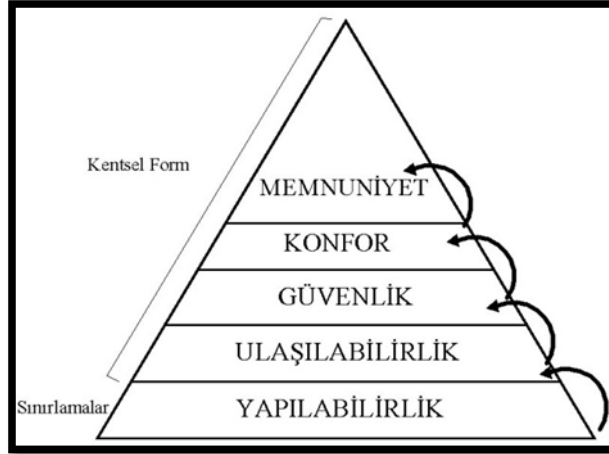 Kentsel Form
MEMNUNİYET
KONFOR
GÜVENLİK
ULAŞILABİLİRLİK
Sınırlamalar
YAPILABİLİRLİK